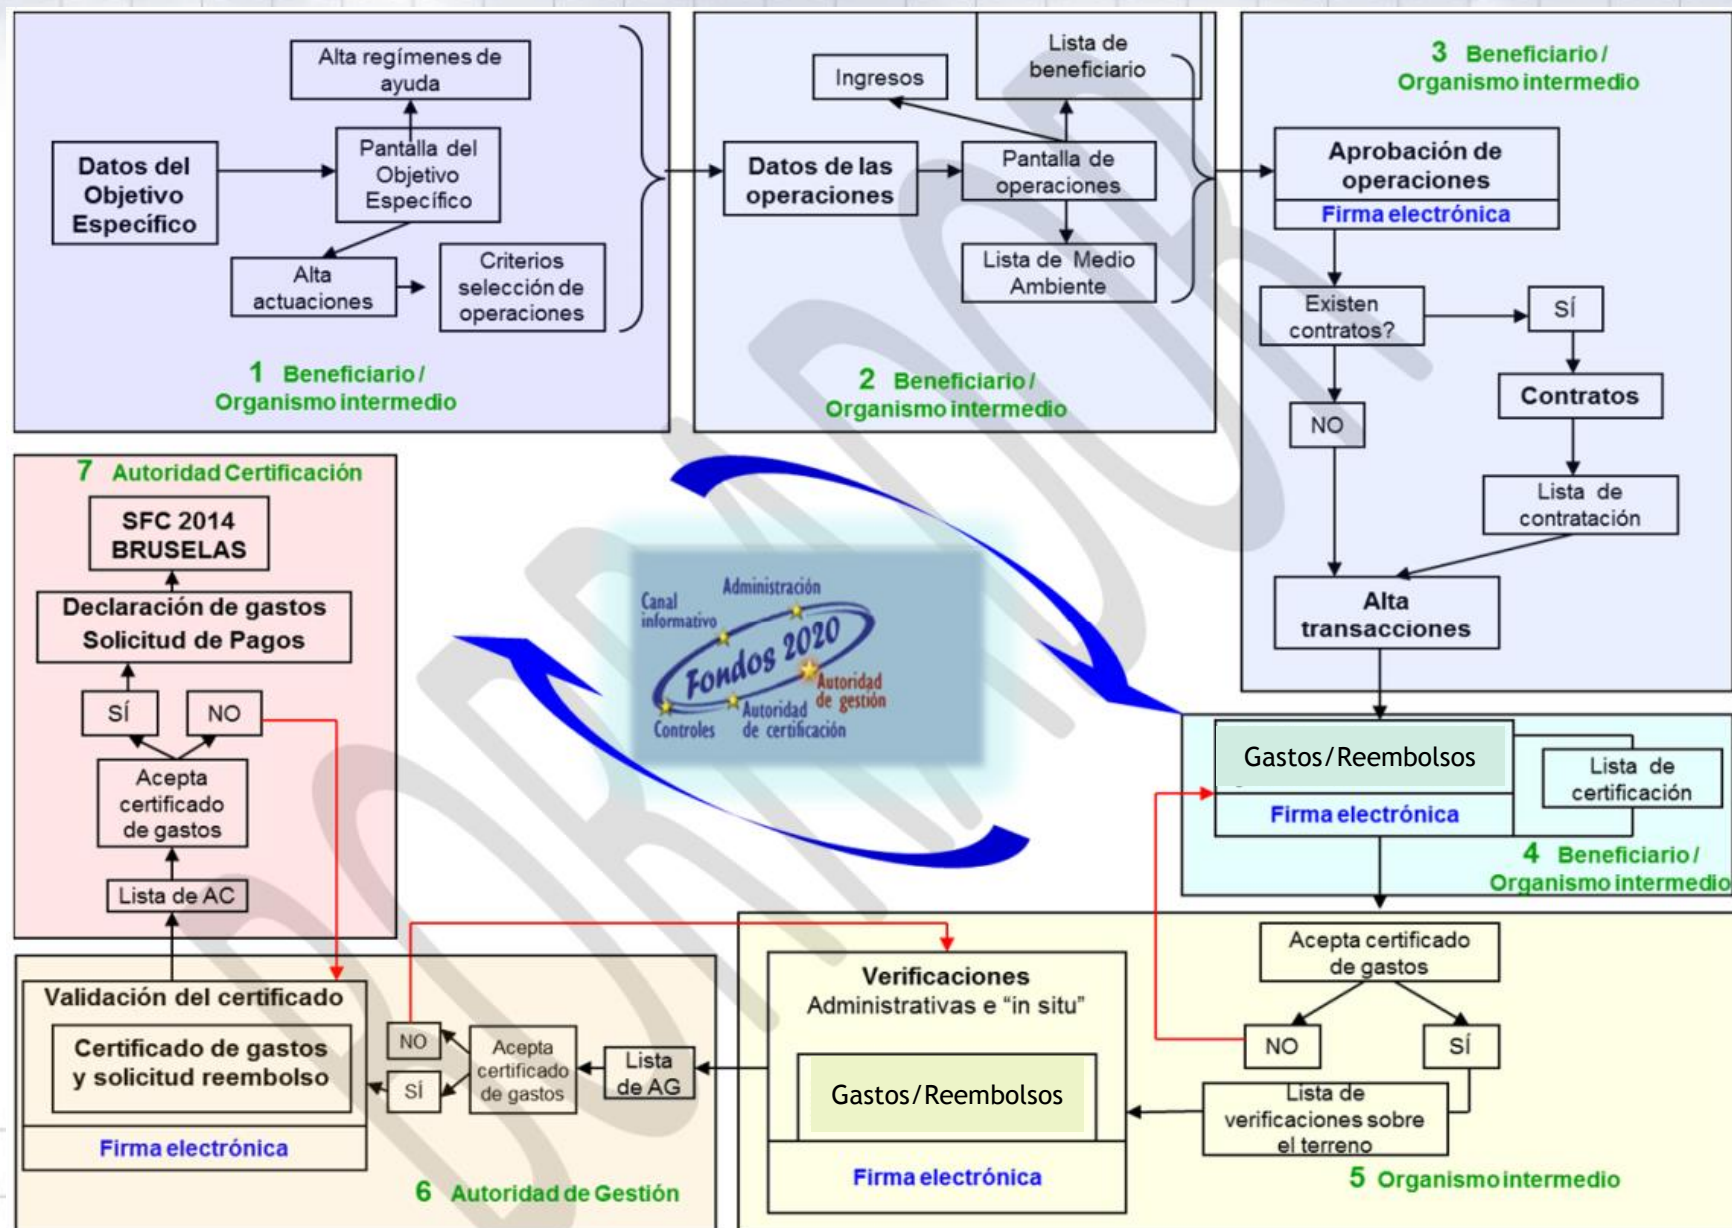 Alta regímenes de
ayuda
Datos del
Objetivo
Específico
Pantalla del
Objetivo
Específico
Alta
actuaciones
Criterios
selección de
operaciones
1 Beneficiario /
Organismo intermedio
Lista de
beneficiario
Ingresos
Datos de las
operaciones
Pantalla de
operaciones
Lista de Medio
Ambiente
2 Beneficiario /
Organismo intermedio
3 Beneficiario /
Organismo intermedio
Aprobación de
operaciones
Firma electrónica
Existen
contratos?
SÍ
NO
Contratos
Lista de
contratación
Alta
transacciones
Gastos/Reembolsos
Firma electrónica
Lista de
certificación
4 Beneficiario /
Organismo intermedio
Acepta certificado
de gastos
NO
SÍ
Lista de
verificaciones sobre
el terreno
5 Organismo intermedio
Verificaciones
Administrativas e “in situ”
Gastos/Reembolsos
Firma electrónica
Lista
de AG
Acepta
certificado
de gastos
NO
SÍ
Validación del certificado
Certificado de gastos
y solicitud reembolso
Firma electrónica
6 Autoridad de Gestión
7 Autoridad Certificación
SFC 2014
BRUSELAS
Declaración de gastos
Solicitud de Pagos
SÍ
NO
Acepta
certificado
de gastos
Lista de AC
Administración
Canal
informativo
Fondos 2020
Autoridad
de gestión
Autoridad
de certificación
Controles
BORRADOR